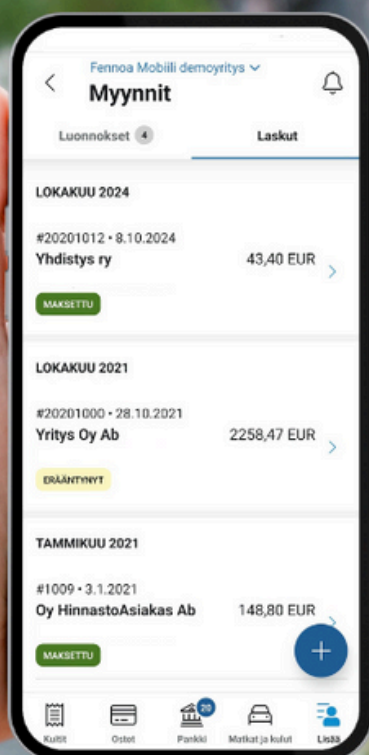 Fennoa Mobiili demoyritys
Myynnit
Luonnokset 4
Laskut
LOKAKUU 2024
#20201012 • 8.10.2024
Yhdistys ry
43,40 EUR
MAKSETTU
LOKAKUU 2021
#20201000 • 28.10.2021
Yritys Oy Ab
2258,47 EUR
ERÄÄNTYNYT
TAMMIKUU 2021
#1009 • 3.1.2021
Oy HinnastoAsiakas Ab
148,80 EUR
MAKSETTU
20
Kuitit
Ostot
Pankki
Matkat ja kulut
Lisää